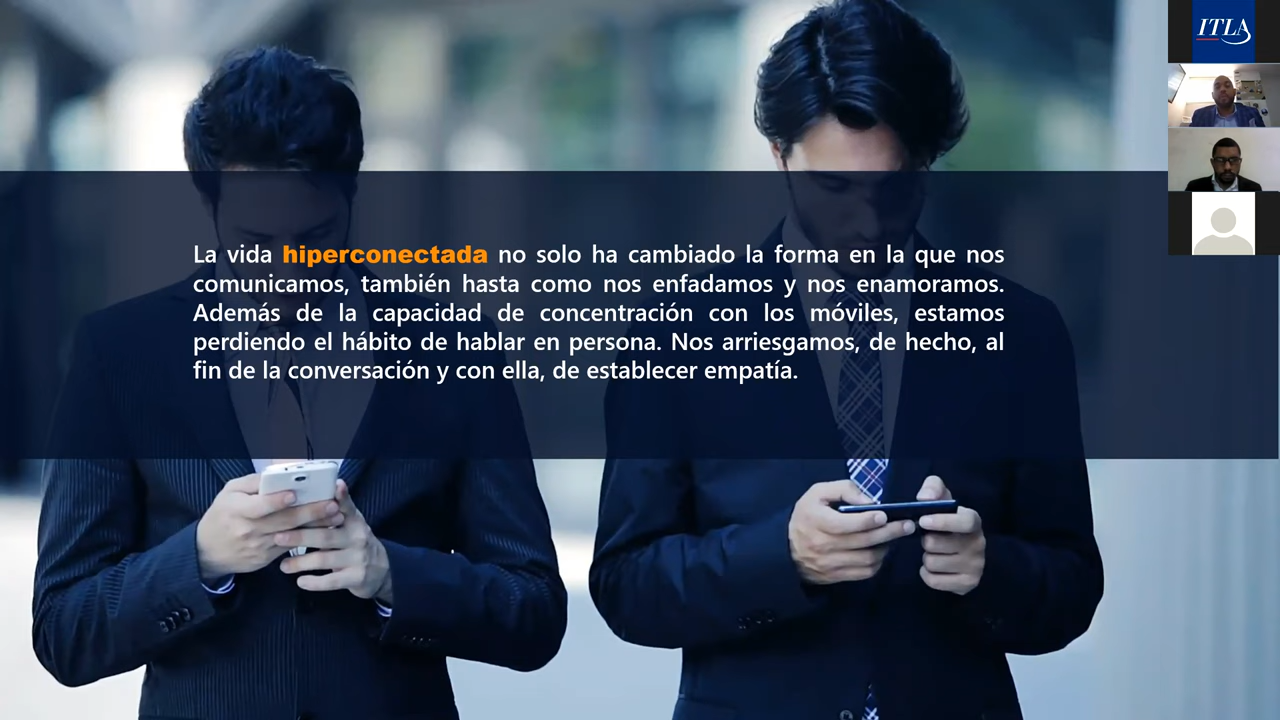 ITLA
La vida hiperconectada no solo ha cambiado la forma en la que nos
comunicamos, también hasta como nos enfadamos y nos enamoramos.
Además de la capacidad de concentración con los móviles, estamos
perdiendo el hábito de hablar en persona. Nos arriesgamos, de hecho, al
fin de la conversación y con ella, de establecer empatía.